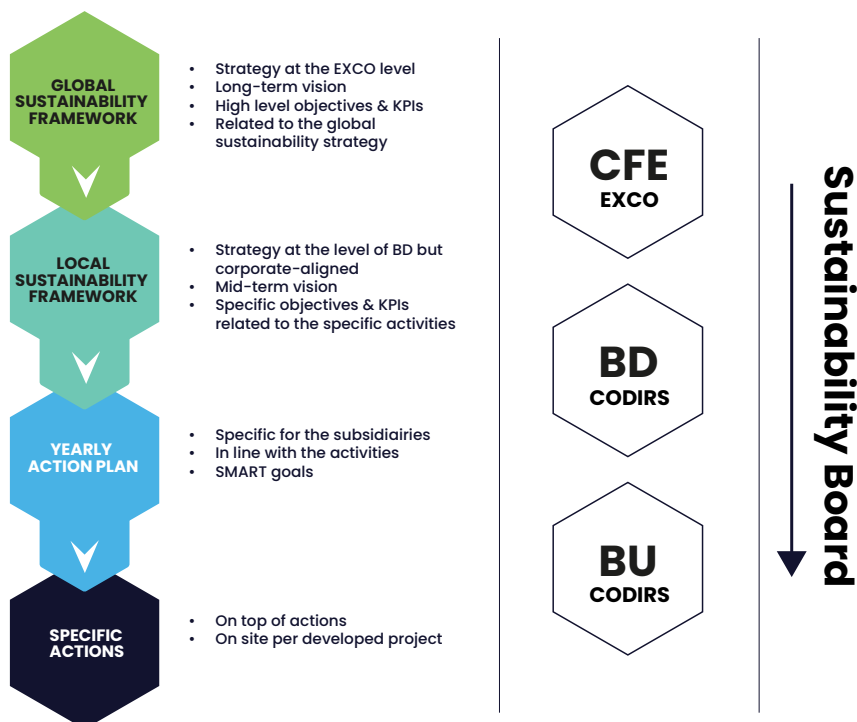 GLOBAL
SUSTAINABILITY
FRAMEWORK
• Strategy at the EXCO level
• Long-term vision
• High level objectives & KPIs
• Related to the global
sustainability strategy
LOCAL
SUSTAINABILITY
FRAMEWORK
• Strategy at the level of BD but
corporate-aligned
• Mid-term vision
• Specific objectives & KPIs
related to the specific activities
YEARLY
ACTION PLAN
• Specific for the subsidiairies
• In line with the activities
• SMART goals
SPECIFIC
ACTIONS
• On top of actions
• On site per developed project
CFE
EXCO
BD
CODIRS
BU
CODIRS
Sustainability Board